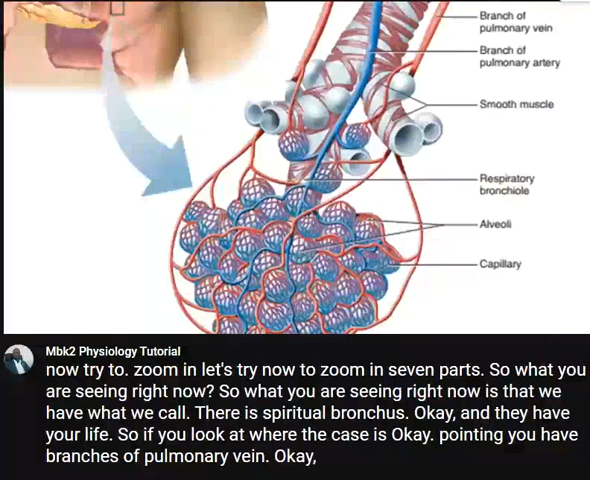 Branch of
pulmonary vein
Branch of
pulmonary artery
Smooth muscle
Respiratory
bronchiole
Alveoli
Capillary
Mbk2 Physiology Tutorial
now try to. zoom in let's try now to zoom in seven parts. So what you
are seeing right now? So what you are seeing right now is that we
have what we call. There is spiritual bronchus. Okay, and they have
your life. So if you look at where the case is Okay. pointing you have
branches of pulmonary vein. Okay,